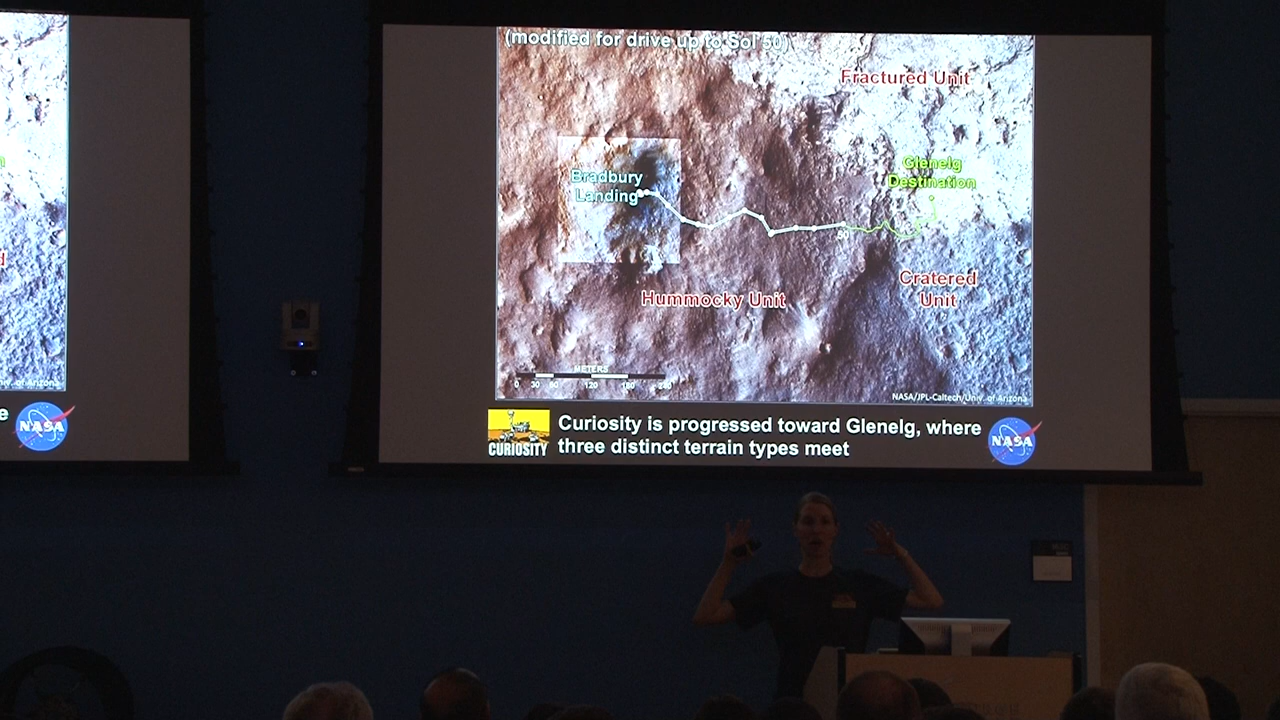 (modified for drive up to Sol 50)
Fractured Unit
Glenelg
Destination
Bradbury
Landing
50
Cratered
Unit
Hummocky Unit
METERS
0 30 60 120 180 240
NASA/JPL-Caltech/Univ. of Arizona
CURIOSITY
Curiosity is progressed toward Glenelg, where
three distinct terrain types meet
NASA
NASA